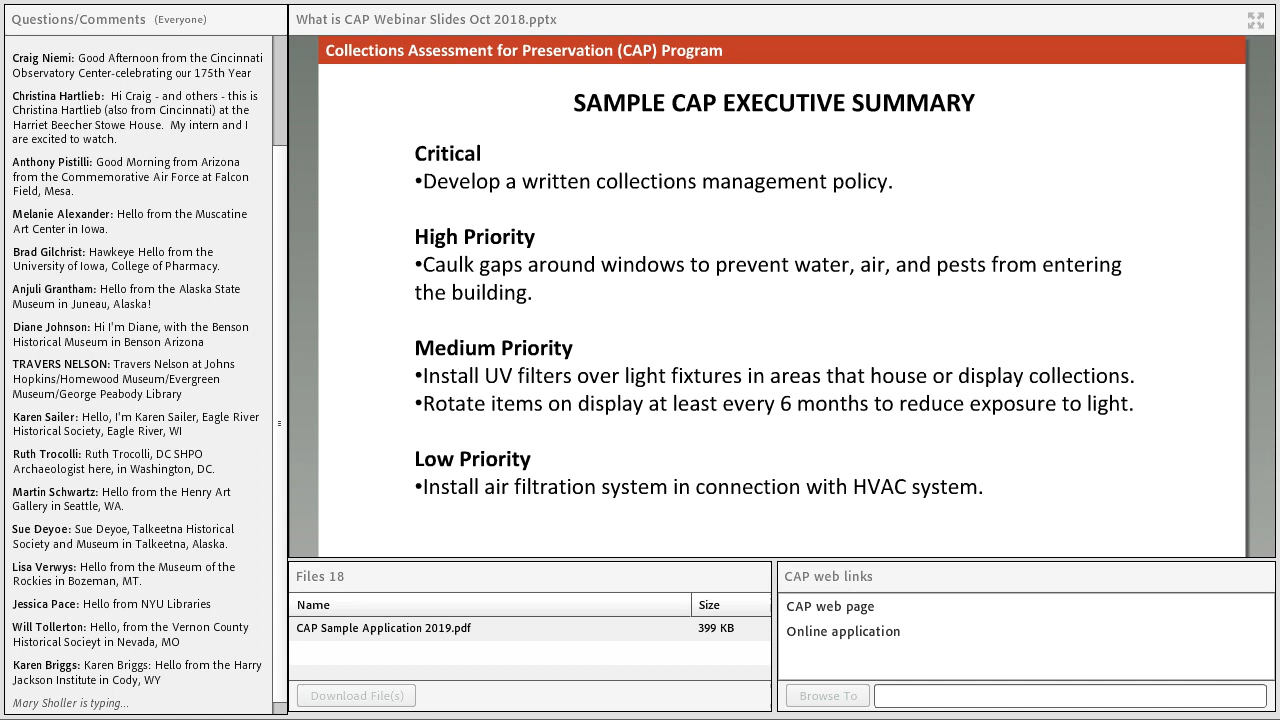 Questions/Comments (Everyone)
Craig Niemi: Good Afternoon from the Cincinnati
Observatory Center-celebrating our 175th Year
Christina Hartlieb: Hi Craig - and others - this is
Christina Hartlieb (also from Cincinnati) at the
Harriet Beecher Stowe House. My intern and I
are excited to watch.
Anthony Pistilli: Good Morning from Arizona
from the Commemorative Air Force at Falcon
Field, Mesa.
Melanie Alexander: Hello from the Muscatine
Art Center in Iowa.
Brad Gilchrist: Hawkeye Hello from the
University of Iowa, College of Pharmacy.
Anjuli Grantham: Hello from the Alaska State
Museum in Juneau, Alaska!
Diane Johnson: Hi I'm Diane, with the Benson
Historical Museum in Benson Arizona
TRAVERS NELSON: Travers Nelson at Johns
Hopkins/Homewood Museum/Evergreen
Museum/George Peabody Library
Karen Sailer: Hello, I'm Karen Sailer, Eagle River
Historical Society, Eagle River, WI
Ruth Trocolli: Ruth Trocolli, DC SHPO
Archaeologist here, in Washington, DC.
Martin Schwartz: Hello from the Henry Art
Gallery in Seattle, WA.
Sue Deyoe: Sue Deyoe, Talkeetna Historical
Society and Museum in Talkeetna, Alaska.
Lisa Verwys: Hello from the Museum of the
Rockies in Bozeman, MT.
Jessica Pace: Hello from NYU Libraries
Will Tollerton: Hello, from the Vernon County
Historical Socieyt in Nevada, MO
Karen Briggs: Karen Briggs: Hello from the Harry
Jackson Institute in Cody, WY
Mary Sholler is typing...
What is CAP Webinar Slides Oct 2018.pptx
Collections Assessment for Preservation (CAP) Program
SAMPLE CAP EXECUTIVE SUMMARY
Critical
•Develop a written collections management policy.
High Priority
•Caulk gaps around windows to prevent water, air, and pests from entering
the building.
Medium Priority
•Install UV filters over light fixtures in areas that house or display collections.
•Rotate items on display at least every 6 months to reduce exposure to light.
Low Priority
•Install air filtration system in connection with HVAC system.
Files 18
Name Size
CAP Sample Application 2019.pdf 399 KB
Download File(s)
CAP web links
CAP web page
Online application
Browse To